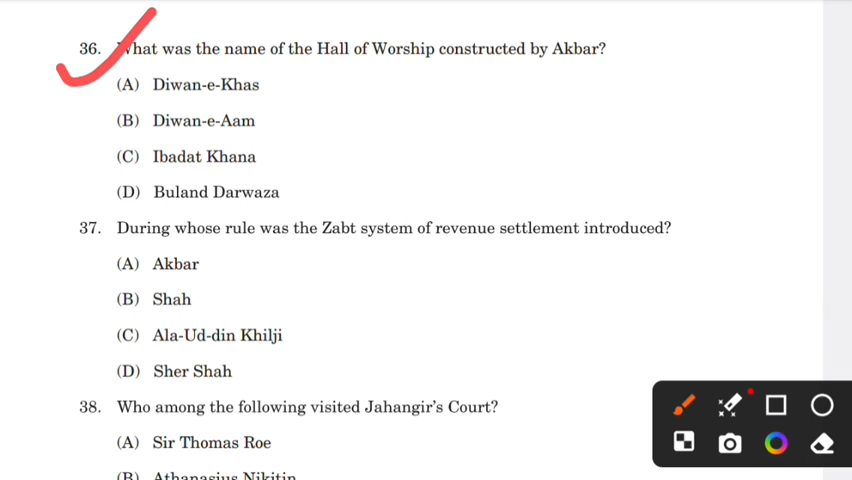 36. What was the name of the Hall of Worship constructed by Akbar?
(A) Diwan-e-Khas
(B) Diwan-e-Aam
(C) Ibadat Khana
(D) Buland Darwaza
37. During whose rule was the Zabt system of revenue settlement introduced?
(A) Akbar
(B) Shah
(C) Ala-Ud-din Khilji
(D) Sher Shah
38. Who among the following visited Jahangir's Court?
(A) Sir Thomas Roe
(B) Athanasius Nikitin